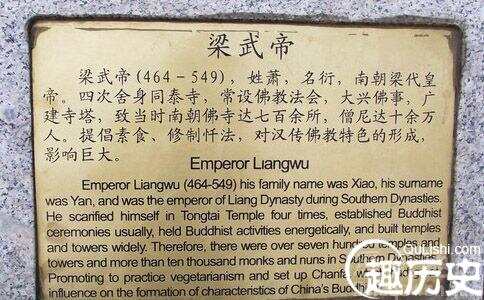 梁武帝
梁武帝(464-549),姓萧,名衍,南朝梁代皇
帝。四次舍身同泰寺,常设佛教法会,大兴佛事,广
建寺塔,致当时南朝佛寺达七百余所,僧尼达十余万
人。提倡素食、修制忏法,对汉传佛教特色的形成,
影响巨大。
Emperor Liangwu
Emperor Liangwu (464-549) his family name was Xiao, his surname
was Yan, and was the emperor of Liang Dynasty during Southern Dynasties.
He scarified himself in Tongtai Temple four times, established Buddhist
ceremonies usually, held Buddhist activities energetically, and built temples
and towers widely. Therefore, there were over seven hundred temples and
towers and more than ten thousand monks and nuns in Southern Dynasties.
Promoting to practice vegetarianism and set up Chanfa, was
influence on the formation of characteristics of China's Buddh
Qulishi.com
趣历史